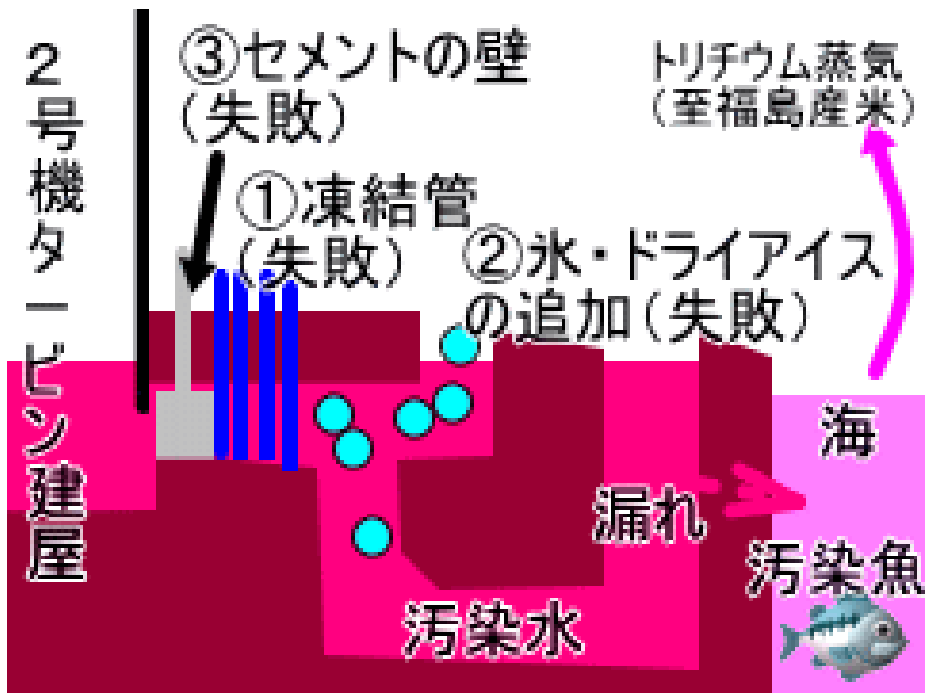 2号機タービン建屋
③セメントの壁
(失敗)
①凍結管
(失敗)
②氷・ドライアイス
の追加(失敗)
トリチウム蒸気
(至福島産米)
海
漏れ
汚染魚
汚染水